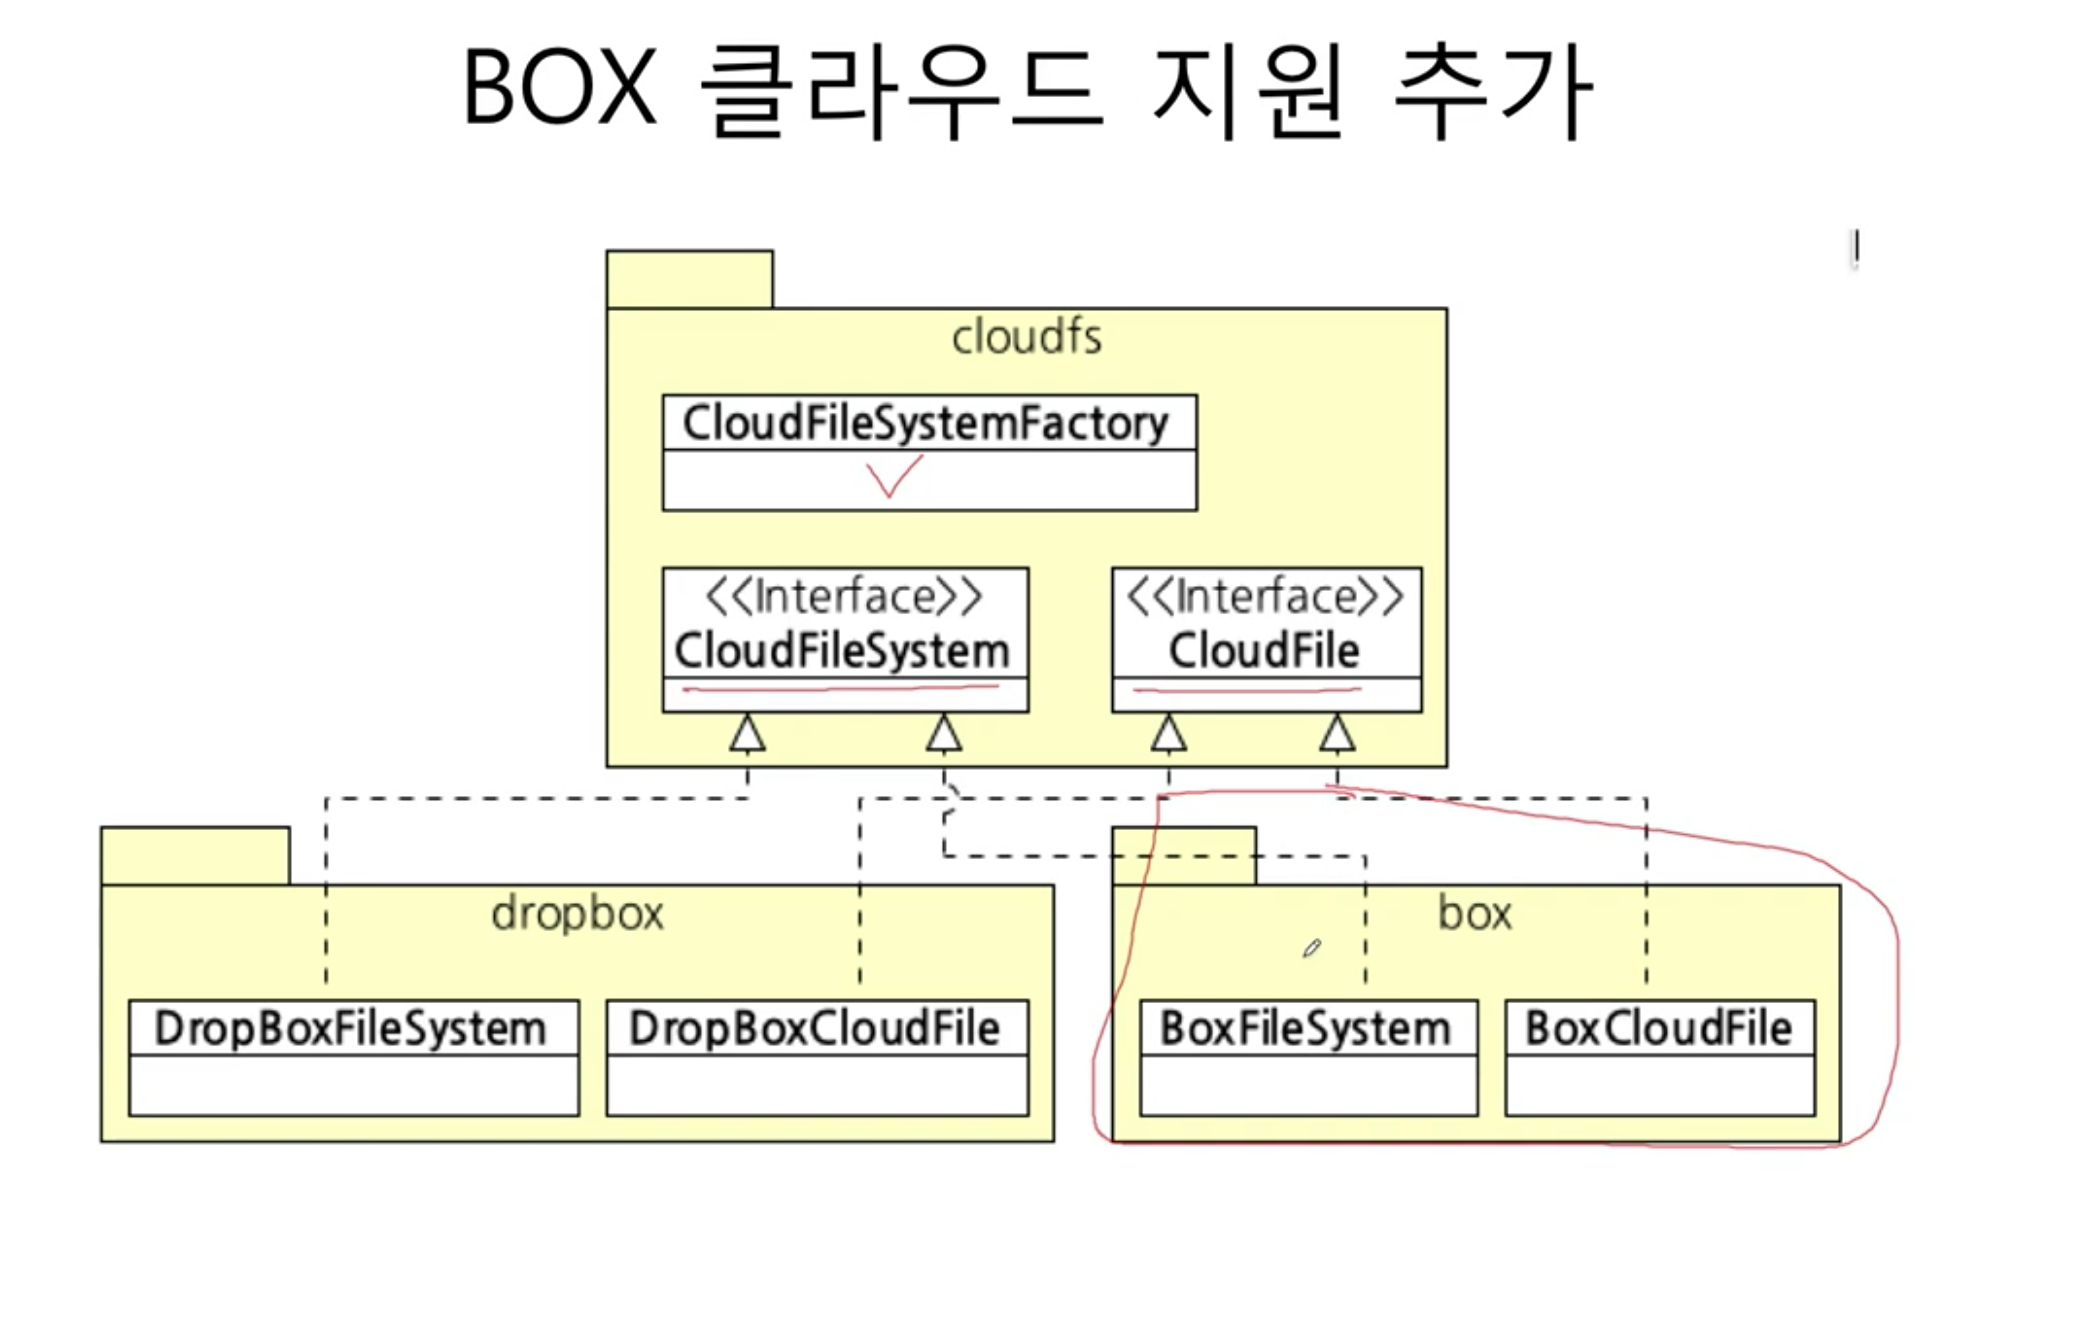 BOX 클라우드 지원 추가
cloudfs
CloudFileSystemFactory
<<Interface>>
CloudFileSystem
<<Interface>>
CloudFile
dropbox
DropBoxFileSystem
DropBoxCloudFile
box
BoxFileSystem
BoxCloudFile